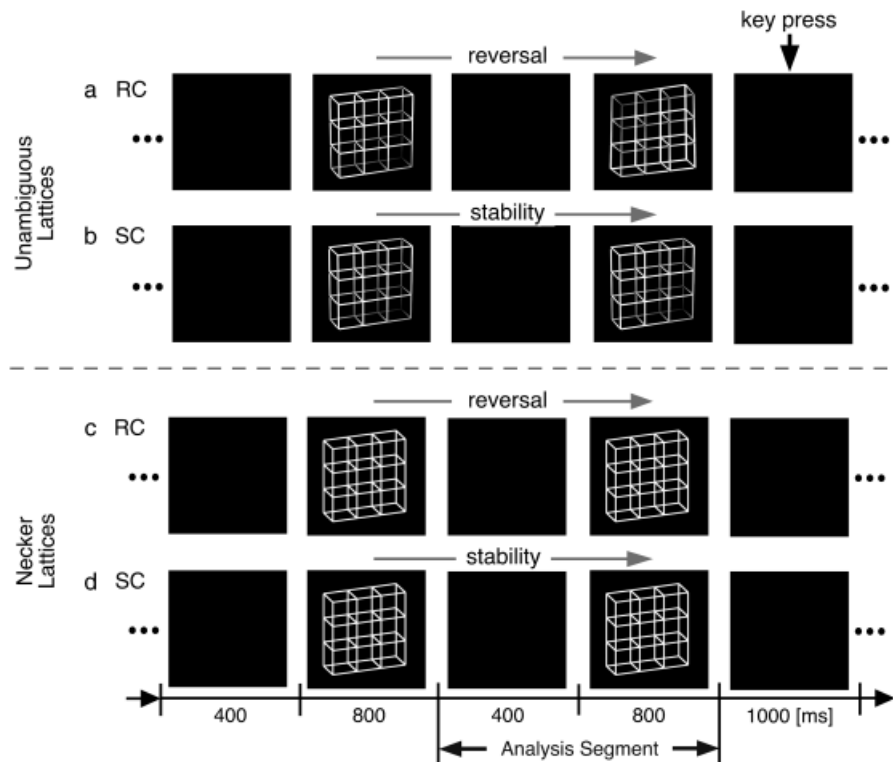 key press
reversal
a RC
Unambiguous
Lattices
••• •••
stability
b SC
••• •••
reversal
c RC
••• •••
Necker
Lattices
stability
d SC
••• •••
400 800 400 800 1000 [ms]
Analysis Segment